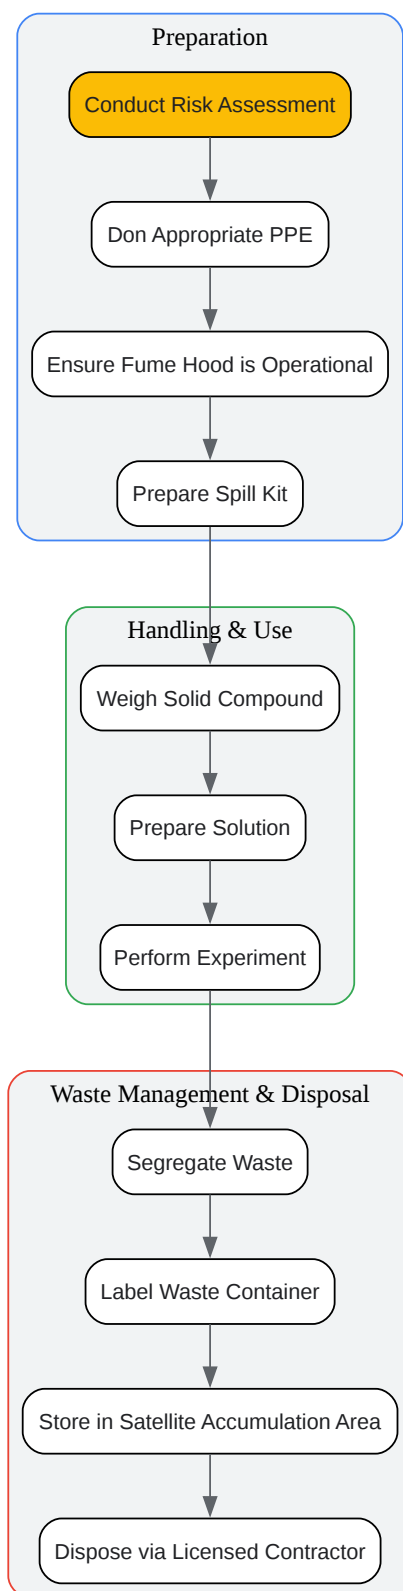 Preparation
Conduct Risk Assessment
Don Appropriate PPE
Ensure Fume Hood is Operational
Prepare Spill Kit
Handling & Use
Weigh Solid Compound
Prepare Solution
Perform Experiment
Waste Management & Disposal
Segregate Waste
Label Waste Container
Store in Satellite Accumulation Area
Dispose via Licensed Contractor